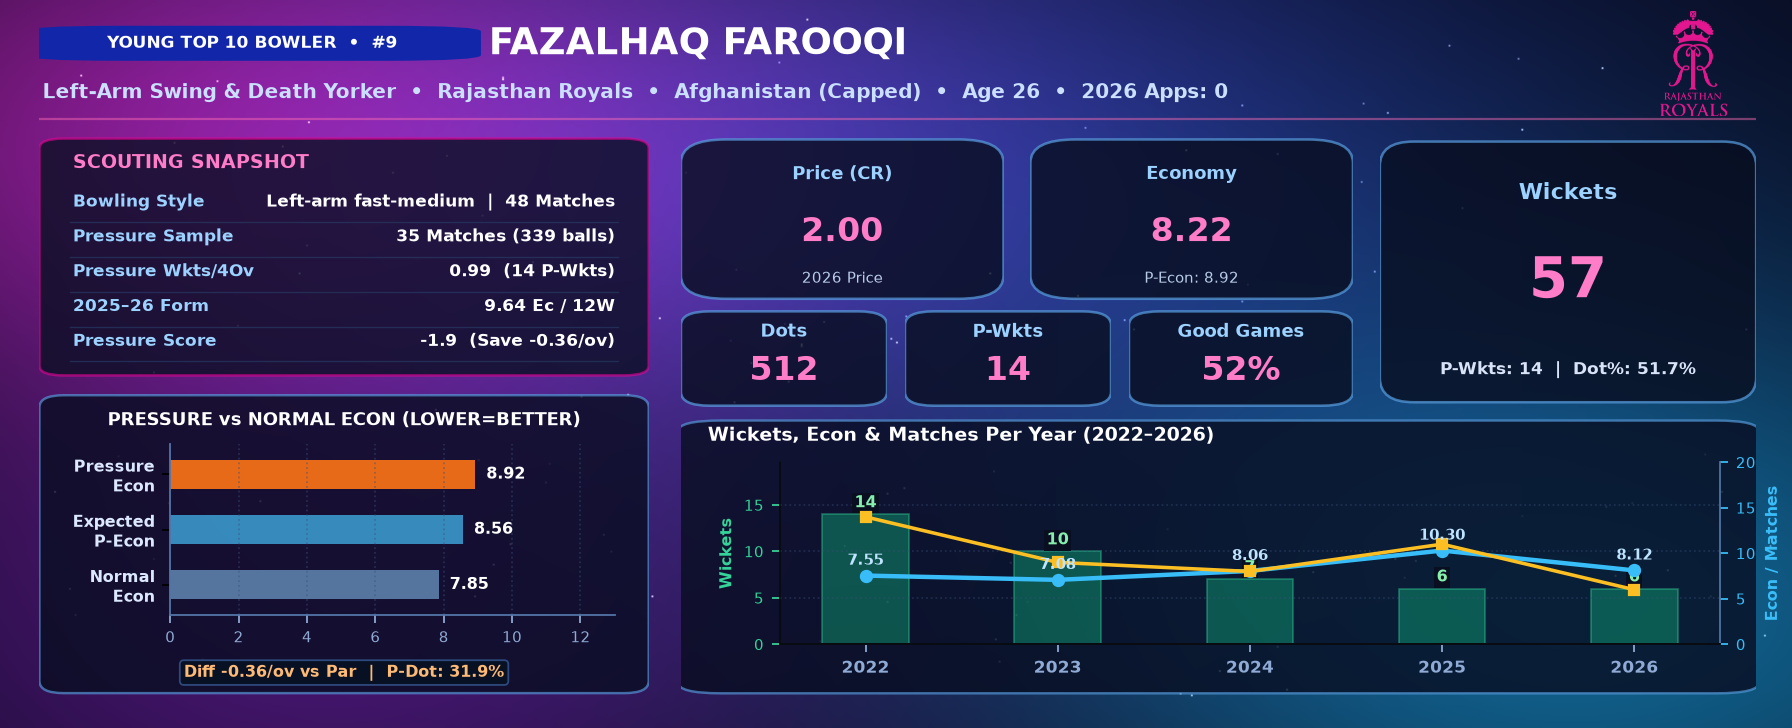 YOUNG TOP 10 BOWLER • #9
FAZALHAQ FAROOQI
Left-Arm Swing & Death Yorker • Rajasthan Royals • Afghanistan (Capped) • Age 26 • 2026 Apps: 0
RAJASTHAN
ROYALS
SCOUTING SNAPSHOT
Bowling Style Left-arm fast-medium | 48 Matches
Pressure Sample 35 Matches (339 balls)
Pressure Wkts/4Ov 0.99 (14 P-Wkts)
2025–26 Form 9.64 Ec / 12W
Pressure Score -1.9 (Save -0.36/ov)
Price (CR)
2.00
2026 Price
Economy
8.22
P-Econ: 8.92
Wickets
57
P-Wkts: 14 | Dot%: 51.7%
Dots
512
P-Wkts
14
Good Games
52%
PRESSURE vs NORMAL ECON (LOWER=BETTER)
Pressure
Econ
8.92
Expected
P-Econ
8.56
Normal
Econ
7.85
0 2 4 6 8 10 12
Diff -0.36/ov vs Par | P-Dot: 31.9%
Wickets, Econ & Matches Per Year (2022–2026)
Wickets
15
10
5
0
14
10
7
6
6
7.55
7.08
8.06
10.30
8.12
20
15
10
5
0
Econ / Matches
2022 2023 2024 2025 2026